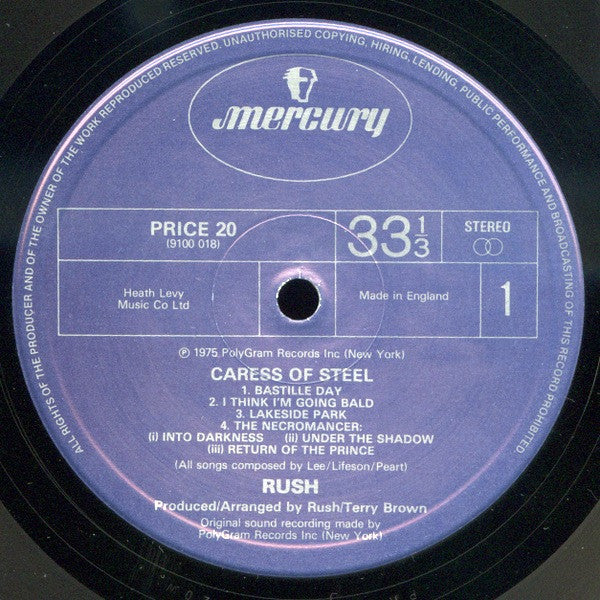 ALL RIGHTS OF THE PRODUCER AND OF THE OWNER OF THE WORK REPRODUCED RESERVED. UNAUTHORISED COPYING, HIRING, LENDING, PUBLIC PERFORMANCE AND BROADCASTING OF THIS RECORD PROHIBITED
mercury
PRICE 20
(9100 018)
33 1/3
STEREO
Heath Levy
Music Co Ltd
Made in England
1
℗ 1975 PolyGram Records Inc (New York)
CARESS OF STEEL
1. BASTILLE DAY
2. I THINK I'M GOING BALD
3. LAKESIDE PARK
4. THE NECROMANCER:
(i) INTO DARKNESS (ii) UNDER THE SHADOW
(iii) RETURN OF THE PRINCE
(All songs composed by Lee/Lifeson/Peart)
RUSH
Produced/Arranged by Rush/Terry Brown
Original sound recording made by
PolyGram Records Inc (New York)